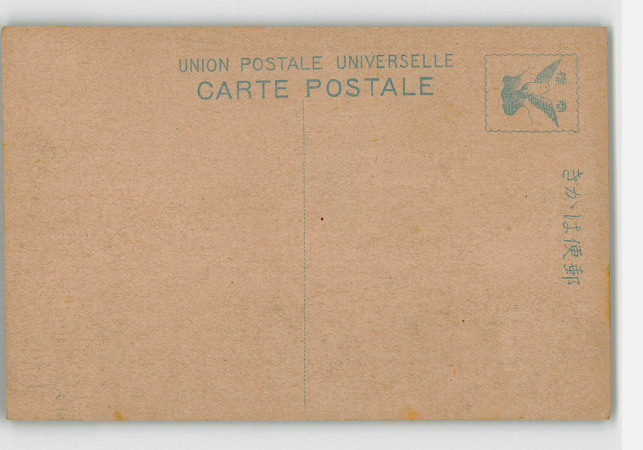 UNION POSTALE UNIVERSELLE
CARTE POSTALE
きかは便郵